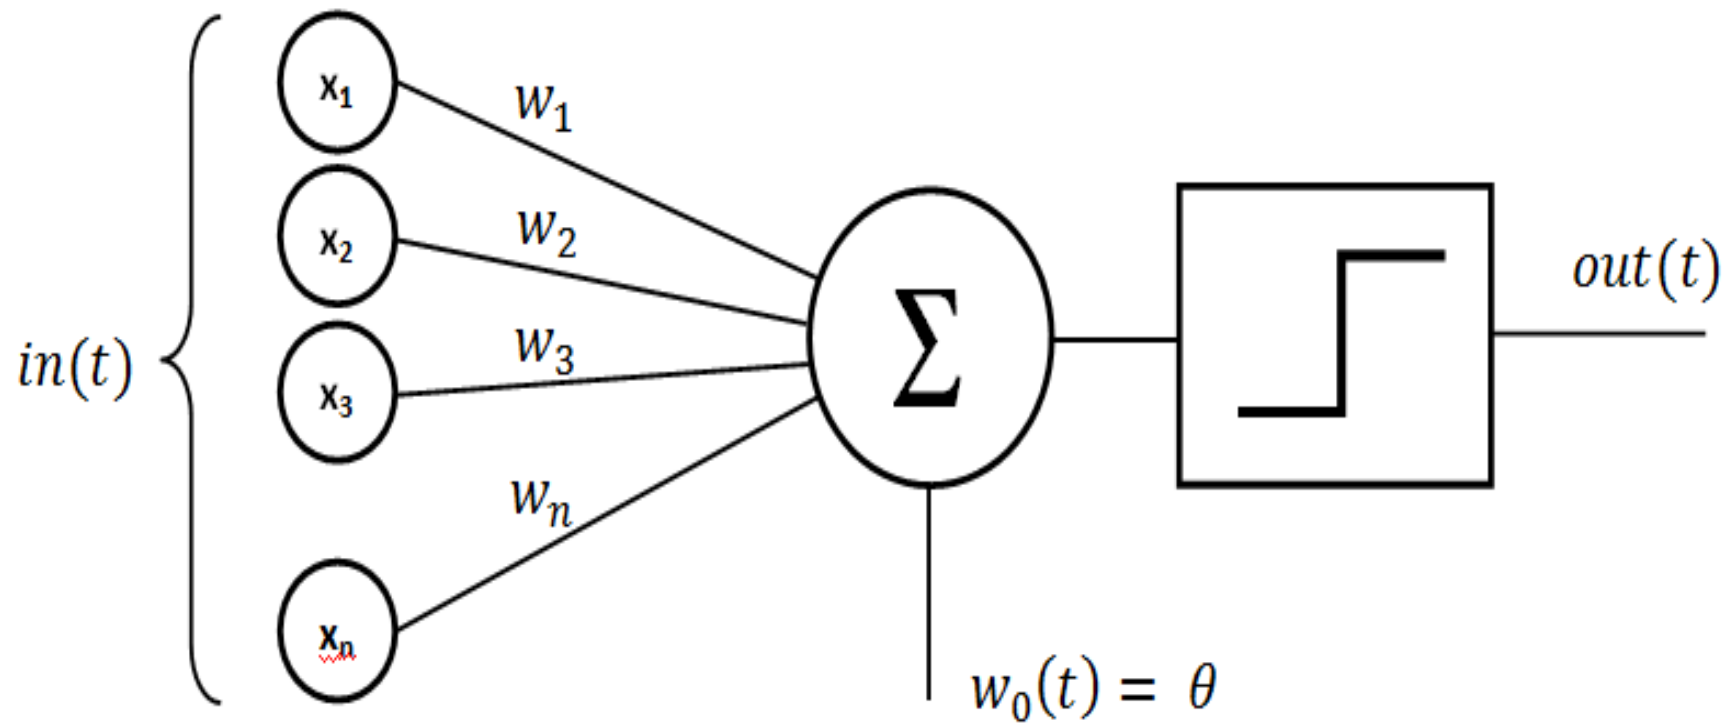 x₁
w₁
x₂
w₂
in(t)
x₃
w₃
Σ
out(t)
wₙ
xₙ
w₀(t) = θ